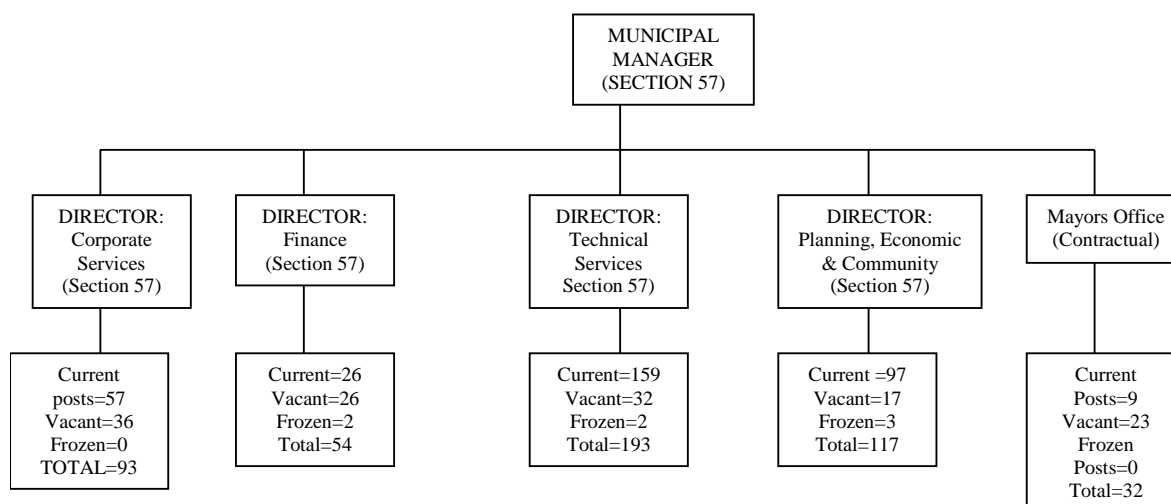 MUNICIPAL
MANAGER
(SECTION 57)
DIRECTOR:
Corporate
Services
(Section 57)
DIRECTOR:
Finance
(Section 57)
DIRECTOR:
Technical
Services
Section 57)
DIRECTOR:
Planning, Economic
& Community
(Section 57)
Mayors Office
(Contractual)
Current
posts=57
Vacant=36
Frozen=0
TOTAL=93
Current=26
Vacant=26
Frozen=2
Total=54
Current=159
Vacant=32
Frozen=2
Total=193
Current =97
Vacant=17
Frozen=3
Total=117
Current
Posts=9
Vacant=23
Frozen
Posts=0
Total=32